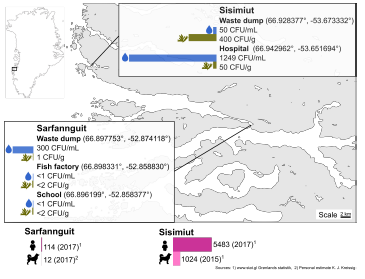 Sisimiut
Waste dump (66.928377°, -53.673332°)
50 CFU/mL
400 CFU/g
Hospital (66.942962°, -53.651694°)
1249 CFU/mL
50 CFU/g
Sarfannguit
Waste dump (66.897753°, -52.874118°)
300 CFU/mL
1 CFU/g
Fish factory (66.898331°, -52.858830°)
<1 CFU/mL
<2 CFU/g
School (66.896199°, -52.858377°)
<1 CFU/mL
<2 CFU/g
Scale 2 km
Sarfannguit
114 (2017)¹
12 (2017)²
Sisimiut
5483 (2017)¹
1024 (2015)¹
Sources: 1) www.stat.gl Greenlands statistik, 2) Personal estimate K. J. Kreissig.